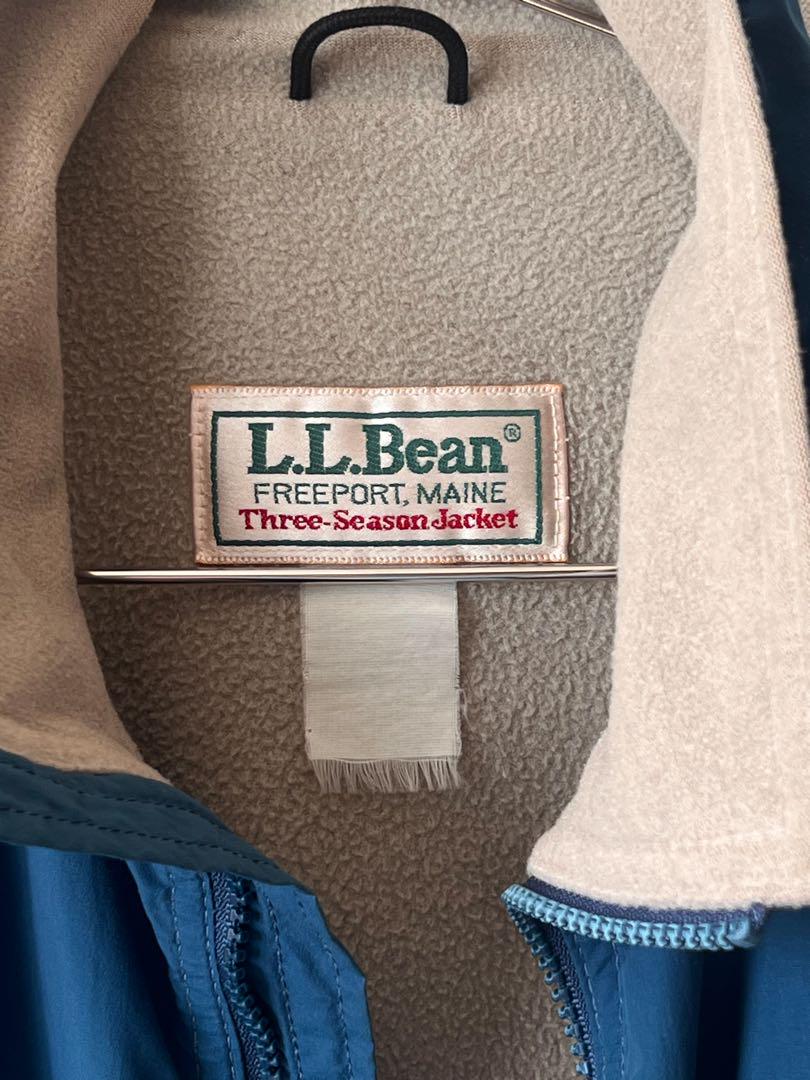 L.L.Bean®
FREEPORT, MAINE
Three-Season Jacket